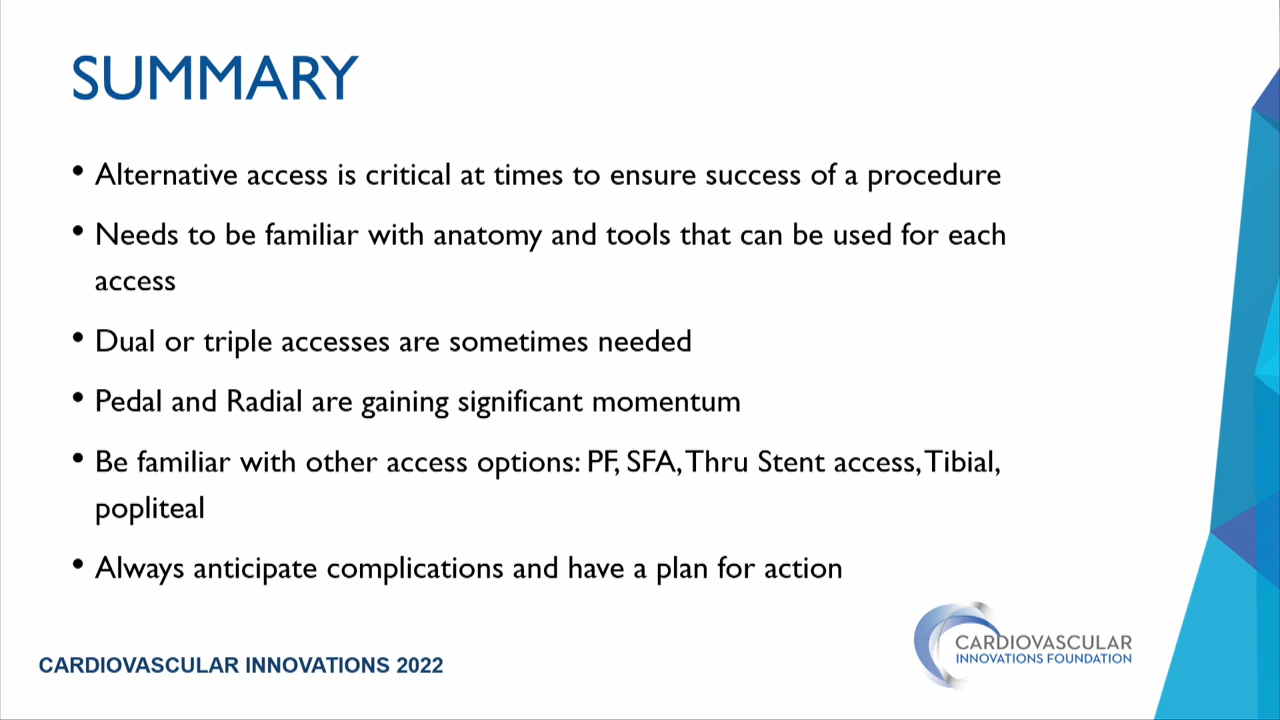 SUMMARY
• Alternative access is critical at times to ensure success of a procedure
• Needs to be familiar with anatomy and tools that can be used for each
access
• Dual or triple accesses are sometimes needed
• Pedal and Radial are gaining significant momentum
• Be familiar with other access options: PF, SFA, Thru Stent access, Tibial,
popliteal
• Always anticipate complications and have a plan for action
CARDIOVASCULAR
INNOVATIONS FOUNDATION
CARDIOVASCULAR INNOVATIONS 2022